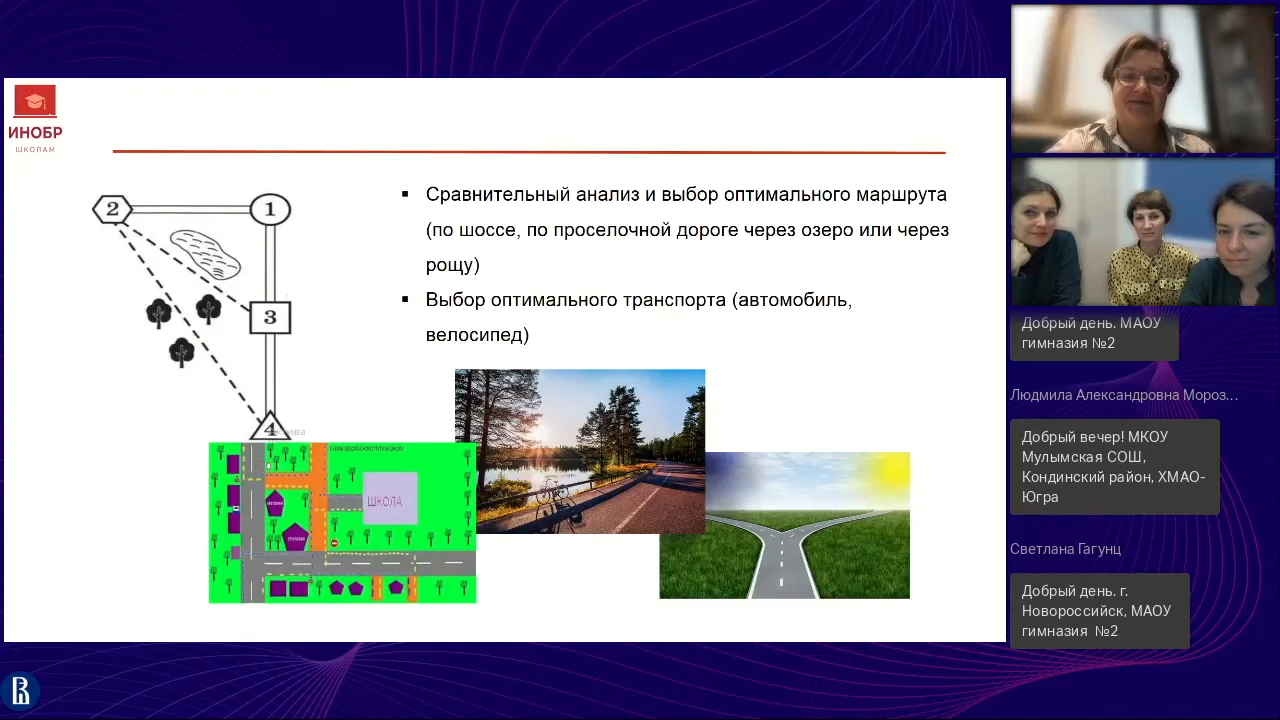 ИНОБР
ШКОЛАМ
2
1
3
4
Сравнительный анализ и выбор оптимального маршрута
(по шоссе, по проселочной дороге через озеро или через
рощу)
Выбор оптимального транспорта (автомобиль,
велосипед)
ШКОЛА
Добрый день. МАОУ
гимназия №2
Людмила Александровна Мороз...
Добрый вечер! МКОУ
Мулымская СОШ,
Кондинский район, ХМАО-
Югра
Светлана Гагунц
Добрый день. г.
Новороссийск, МАОУ
гимназия №2